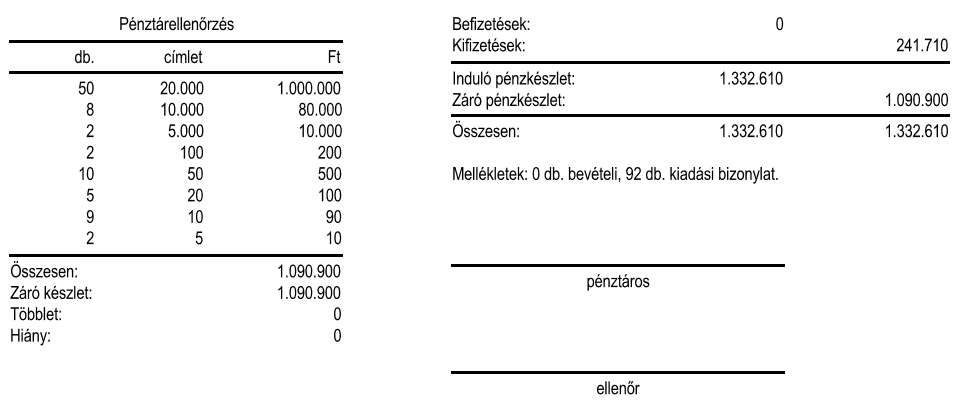 Pénztárellenőrzés
db. címlet Ft
50 20.000 1.000.000
8 10.000 80.000
2 5.000 10.000
2 100 200
10 50 500
5 20 100
9 10 90
2 5 10
Összesen: 1.090.900
Záró készlet: 1.090.900
Többlet: 0
Hiány: 0
Befizetések: 0
Kifizetések: 241.710
Induló pénzkészlet: 1.332.610
Záró pénzkészlet: 1.090.900
Összesen: 1.332.610 1.332.610
Mellékletek: 0 db. bevételi, 92 db. kiadási bizonylat.
pénztáros
ellenőr